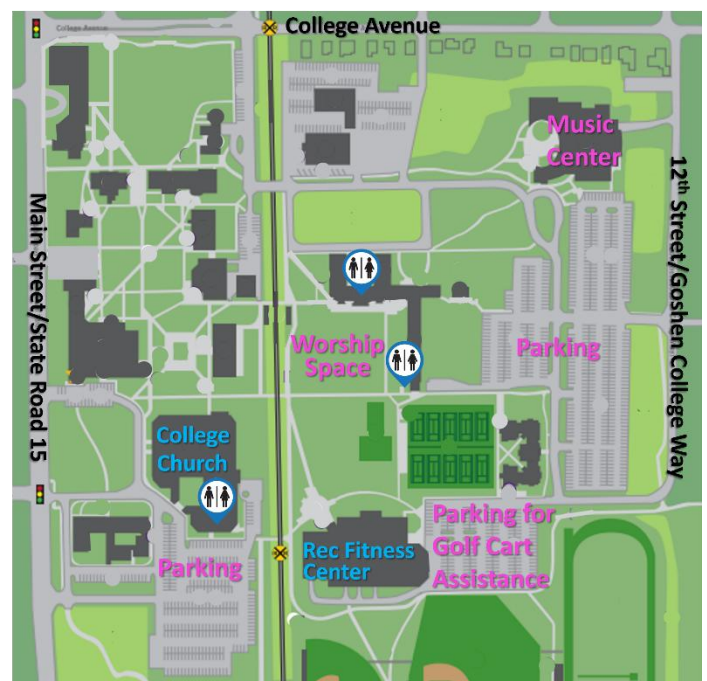 College Avenue
College Avenue
Music
Center
12th Street/Goshen College Way
Main Street/State Road 15
Worship
Space
Parking
College
Church
Parking for
Golf Cart
Assistance
Rec Fitness
Center
Parking